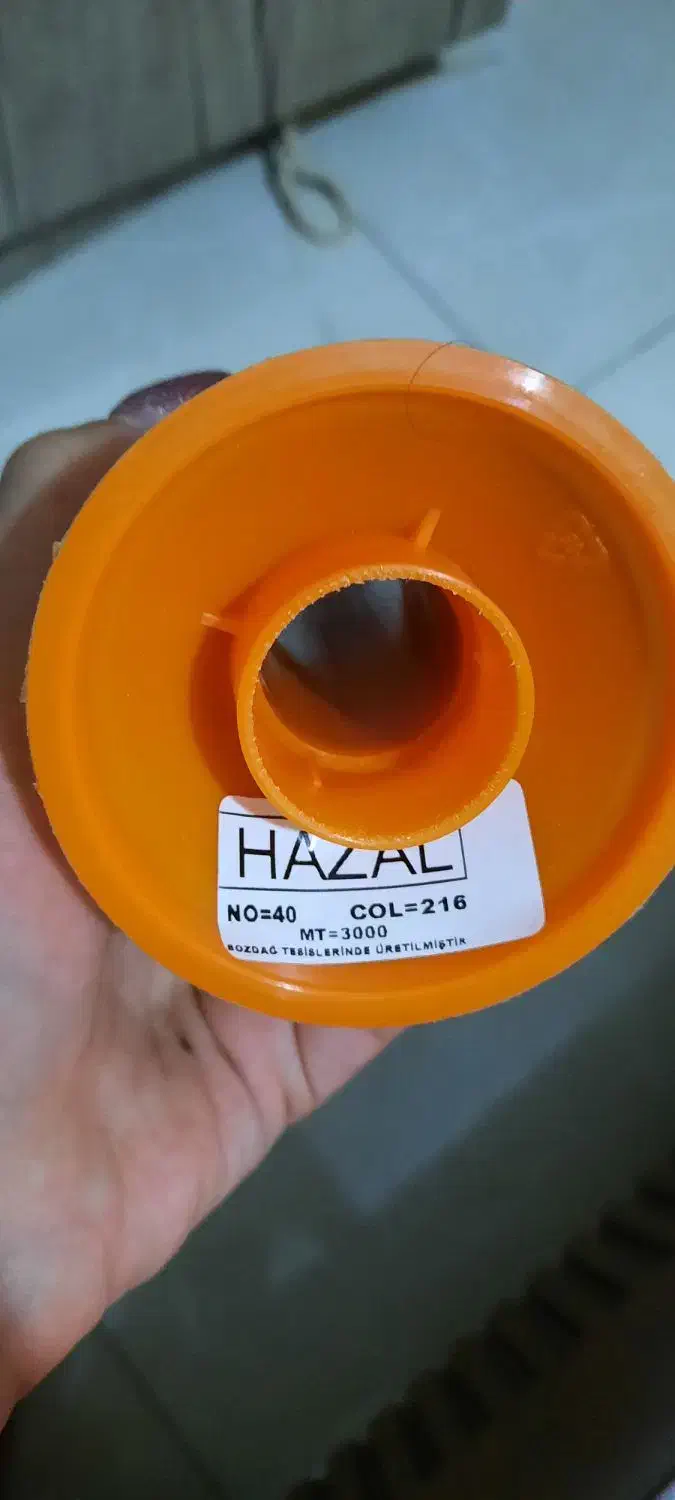 HAZAL
NO=40 COL=216
MT=3000
BOZDAĞ TESİSLERİNDE ÜRETİLMİŞTİR